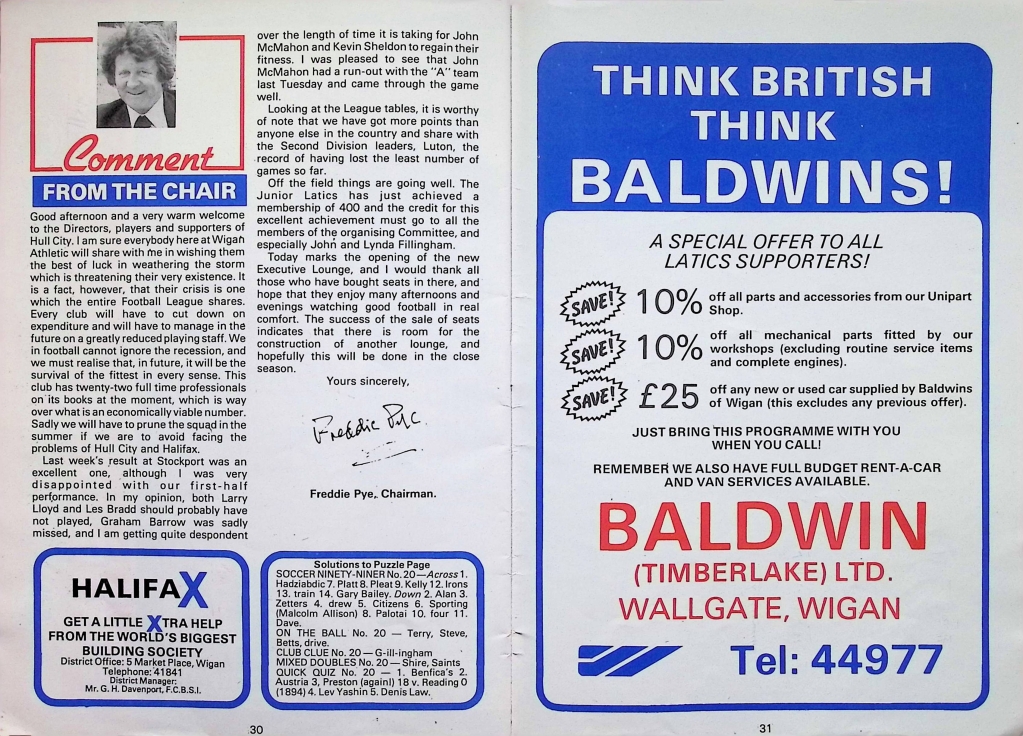 Comment
FROM THE CHAIR
Good afternoon and a very warm welcome
to the Directors, players and supporters of
Hull City. I am sure everybody here at Wigan
Athletic will share with me in wishing them
the best of luck in weathering the storm
which is threatening their very existence. It
is a fact, however, that their crisis is one
which the entire Football League shares.
Every club will have to cut down on
expenditure and will have to manage in the
future on a greatly reduced playing staff. We
in football cannot ignore the recession, and
we must realise that, in future, it will be the
survival of the fittest in every sense. This
club has twenty-two full time professionals
on its books at the moment, which is way
over what is an economically viable number.
Sadly we will have to prune the squad in the
summer if we are to avoid facing the
problems of Hull City and Halifax.
Last week's result at Stockport was an
excellent one, although I was very
disappointed with our first-half
performance. In my opinion, both Larry
Lloyd and Les Bradd should probably have
not played, Graham Barrow was sadly
missed, and I am getting quite despondent
over the length of time it is taking for John
McMahon and Kevin Sheldon to regain their
fitness. I was pleased to see that John
McMahon had a run-out with the "A" team
last Tuesday and came through the game
well.
Looking at the League tables, it is worthy
of note that we have got more points than
anyone else in the country and share with
the Second Division leaders, Luton, the
record of having lost the least number of
games so far.
Off the field things are going well. The
Junior Latics has just achieved a
membership of 400 and the credit for this
excellent achievement must go to all the
members of the organising Committee, and
especially John and Lynda Fillingham.
Today marks the opening of the new
Executive Lounge, and I would thank all
those who have bought seats in there, and
hope that they enjoy many afternoons and
evenings watching good football in real
comfort. The success of the sale of seats
indicates that there is room for the
construction of another lounge, and
hopefully this will be done in the close
season.
Yours sincerely,
Freddie Pye
Freddie Pye, Chairman.
HALIFAX
GET A LITTLE XTRA HELP
FROM THE WORLD'S BIGGEST
BUILDING SOCIETY
District Office: 5 Market Place, Wigan
Telephone: 41841
District Manager:
Mr. G. H. Davenport, F.C.B.S.I.
Solutions to Puzzle Page
SOCCER NINETY-NINER No. 20 — Across 1.
Hadziabdic 7. Platt 8. Pleat 9. Kelly 12. Irons
13. train 14. Gary Bailey. Down 2. Alan 3.
Zetters 4. drew 5. Citizens 6. Sporting
(Malcolm Allison) 8. Palotai 10. four 11.
Dave.
ON THE BALL No. 20 — Terry, Steve,
Betts, drive.
CLUB CLUE No. 20 — G-ill-ingham
MIXED DOUBLES No. 20 — Shire, Saints
QUICK QUIZ No. 20 — 1. Benfica's 2.
Austria 3, Preston (again!) 18 v. Reading 0
(1894) 4. Lev Yashin 5. Denis Law.
30
THINK BRITISH
THINK
BALDWINS!
A SPECIAL OFFER TO ALL
LATICS SUPPORTERS!
SAVE! 10% off all parts and accessories from our Unipart
Shop.
SAVE! 10% off all mechanical parts fitted by our
workshops (excluding routine service items
and complete engines).
SAVE! £25 off any new or used car supplied by Baldwins
of Wigan (this excludes any previous offer).
JUST BRING THIS PROGRAMME WITH YOU
WHEN YOU CALL!
REMEMBER WE ALSO HAVE FULL BUDGET RENT-A-CAR
AND VAN SERVICES AVAILABLE.
BALDWIN
(TIMBERLAKE) LTD.
WALLGATE, WIGAN
Tel: 44977
31